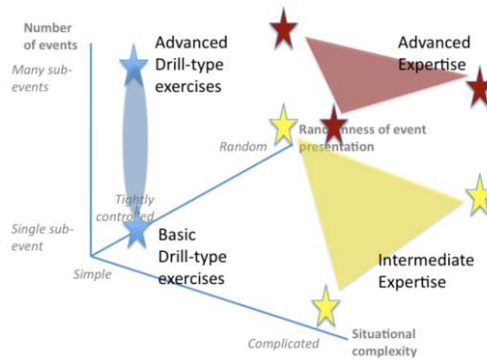 Number
of events
Many sub-
events
Advanced
Drill-type
exercises
Advanced
Expertise
Randomness of event
presentation
Random
Tightly
controlled
Single sub-
event
Basic
Drill-type
exercises
Simple
Intermediate
Expertise
Complicated
Situational
complexity